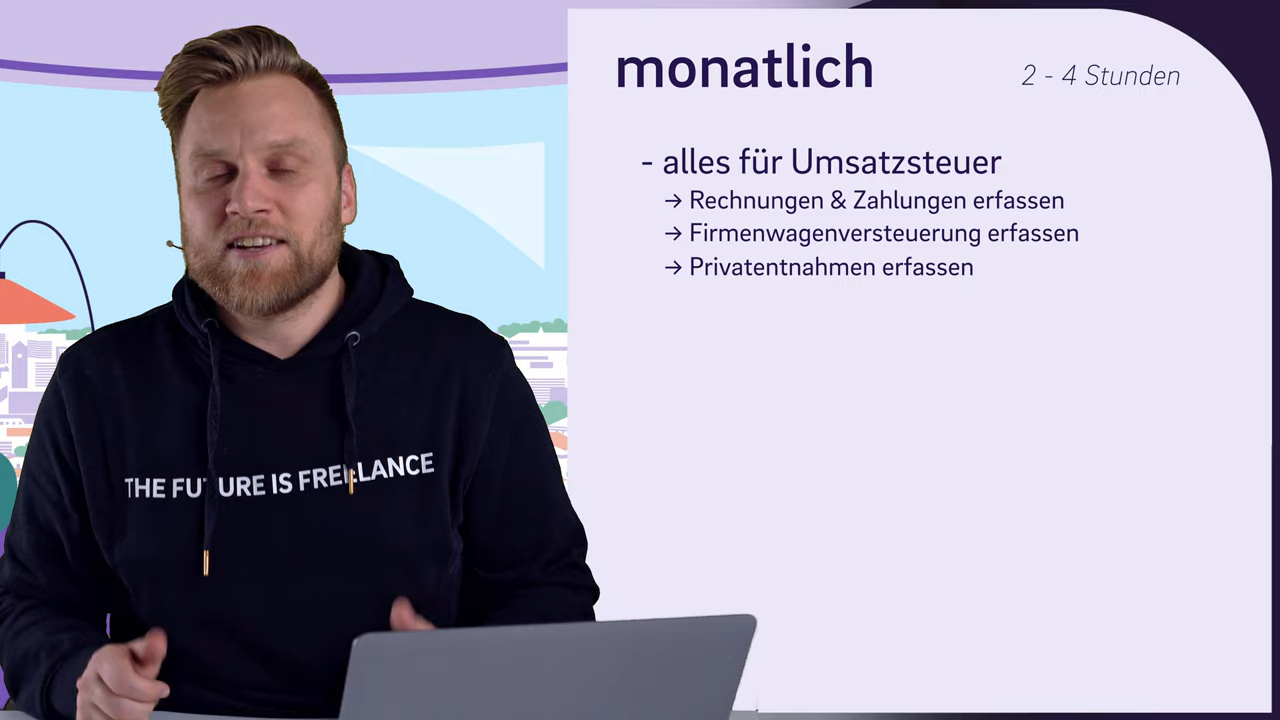 monatlich
2 - 4 Stunden
- alles für Umsatzsteuer
→ Rechnungen & Zahlungen erfassen
→ Firmenwagenversteuerung erfassen
→ Privatentnahmen erfassen
THE FUTURE IS FREELANCE